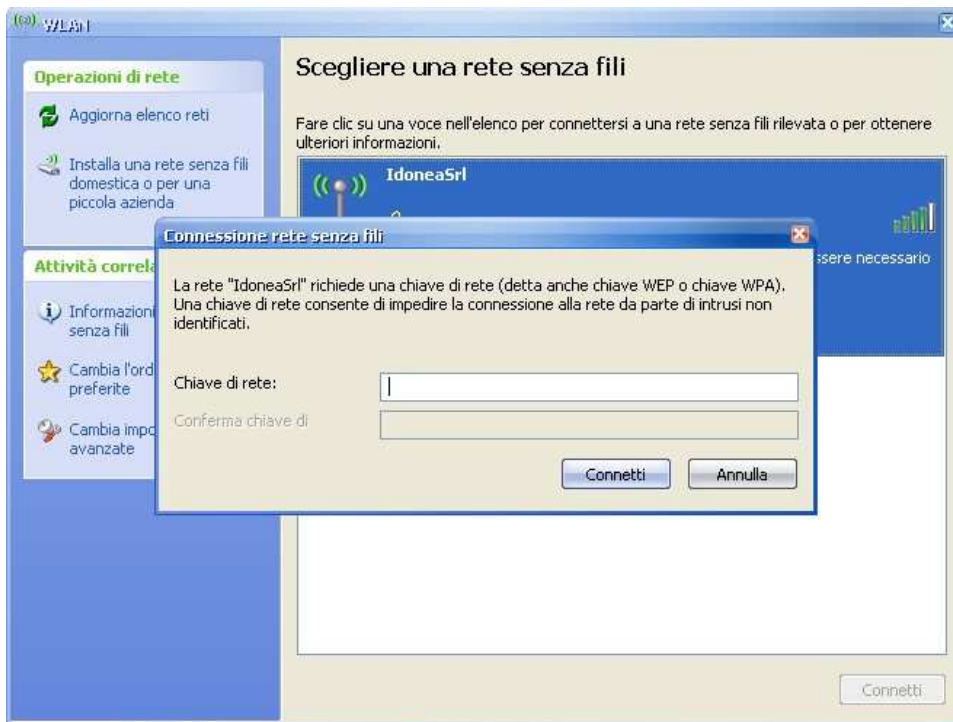 WLAN
Operazioni di rete
Aggiorna elenco reti
Installa una rete senza fili
domestica o per una
piccola azienda
Attività correla
Informazioni
senza fili
Cambia l'ord
preferite
Cambia impo
avanzate
Scegliere una rete senza fili
Fare clic su una voce nell'elenco per connettersi a una rete senza fili rilevata o per ottenere
ulteriori informazioni.
IdoneaSrl
ssere necessario
Connessione rete senza fili
La rete "IdoneaSrl" richiede una chiave di rete (detta anche chiave WEP o chiave WPA).
Una chiave di rete consente di impedire la connessione alla rete da parte di intrusi non
identificati.
Chiave di rete:
Conferma chiave di
Connetti
Annulla
Connetti